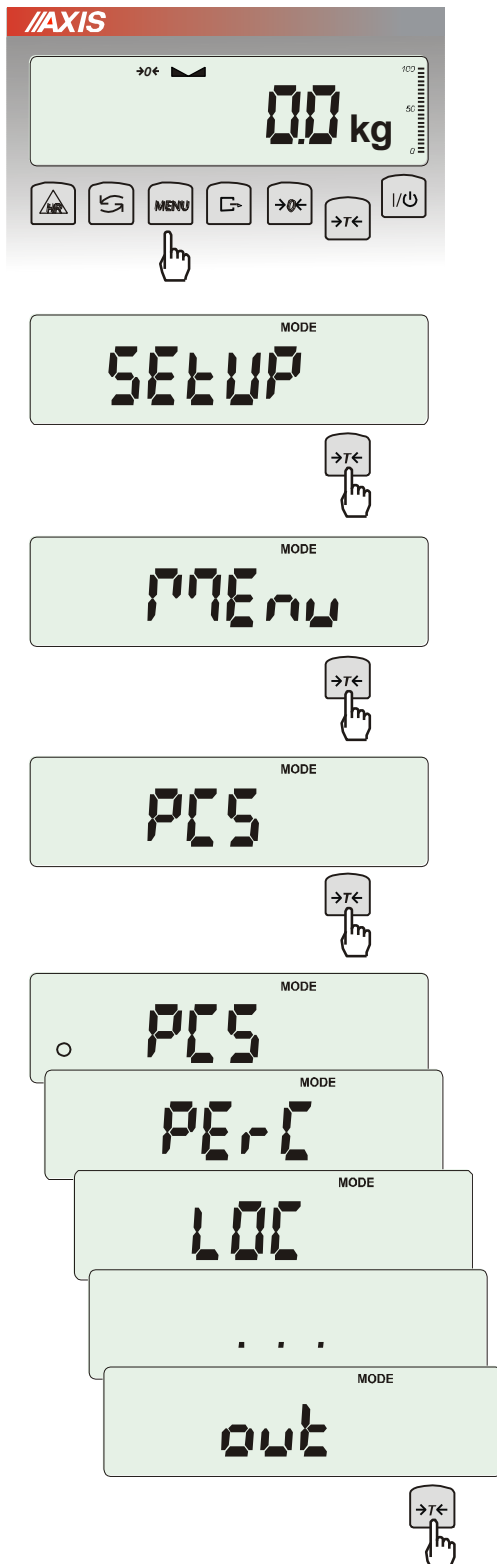 AXIS
→0←
100
0.0 kg
50
0
HR MENU →0← →T← I/⏻
MODE
SEtUP
→T←
MODE
MEnu
→T←
MODE
PCS
→T←
MODE
PCS
MODE
PErC
MODE
LOC
. . .
MODE
out
→T←